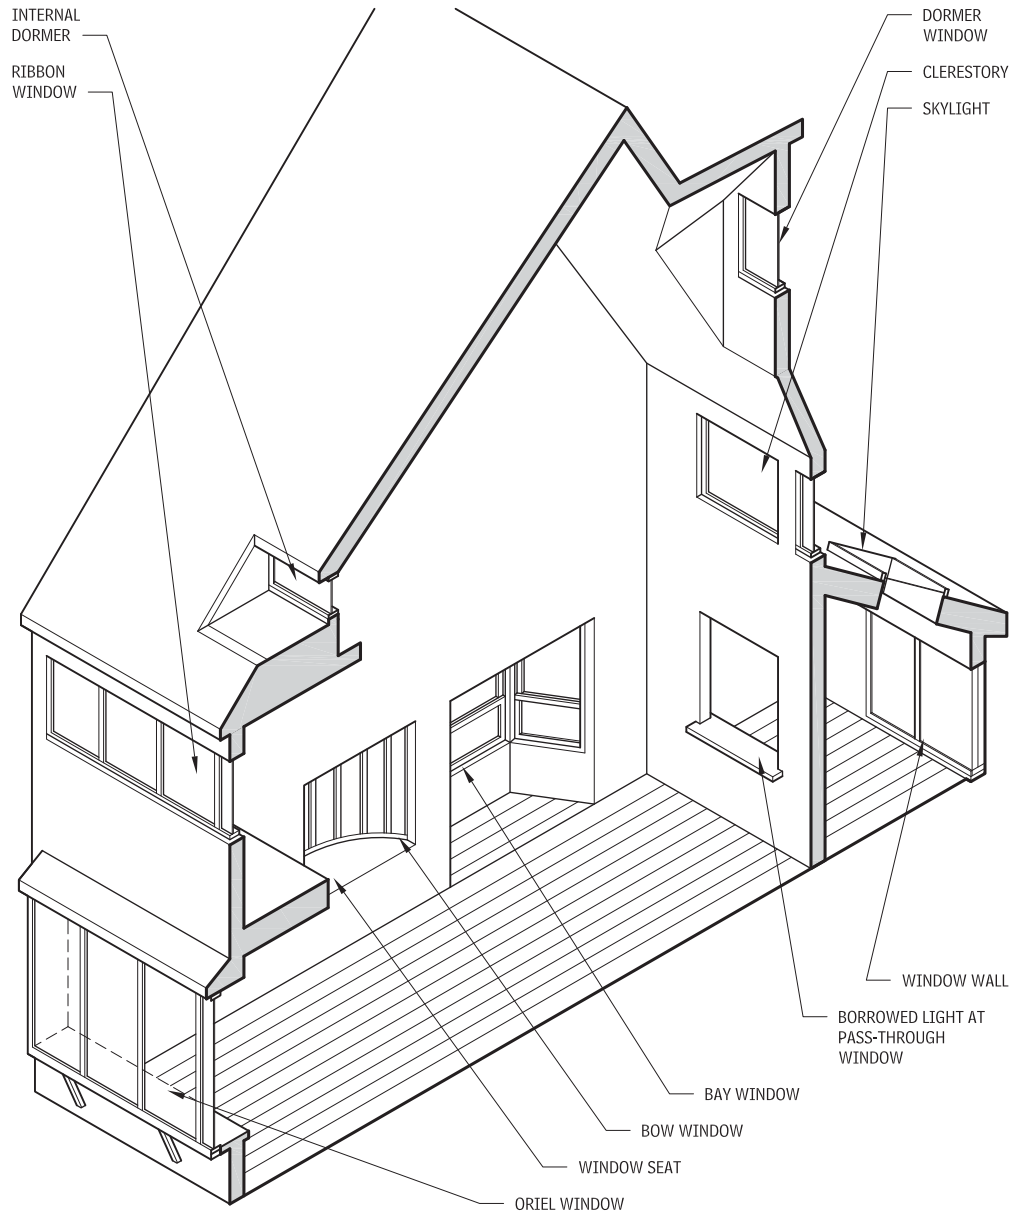 INTERNAL
DORMER
RIBBON
WINDOW
DORMER
WINDOW
CLERESTORY
SKYLIGHT
WINDOW WALL
BORROWED LIGHT AT
PASS-THROUGH
WINDOW
BAY WINDOW
BOW WINDOW
WINDOW SEAT
ORIEL WINDOW